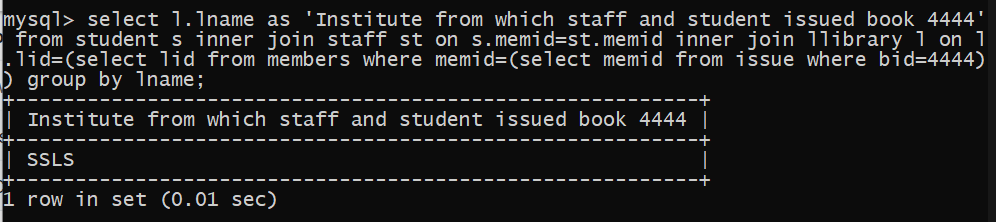 mysql> select l.lname as 'Institute from which staff and student issued book 4444'
from student s inner join staff st on s.memid=st.memid inner join llibrary l on l
.lid=(select lid from members where memid=(select memid from issue where bid=4444)
) group by lname;
+---------------------------------------------------------+
| Institute from which staff and student issued book 4444 |
+---------------------------------------------------------+
| SSLS                                                    |
+---------------------------------------------------------+
1 row in set (0.01 sec)